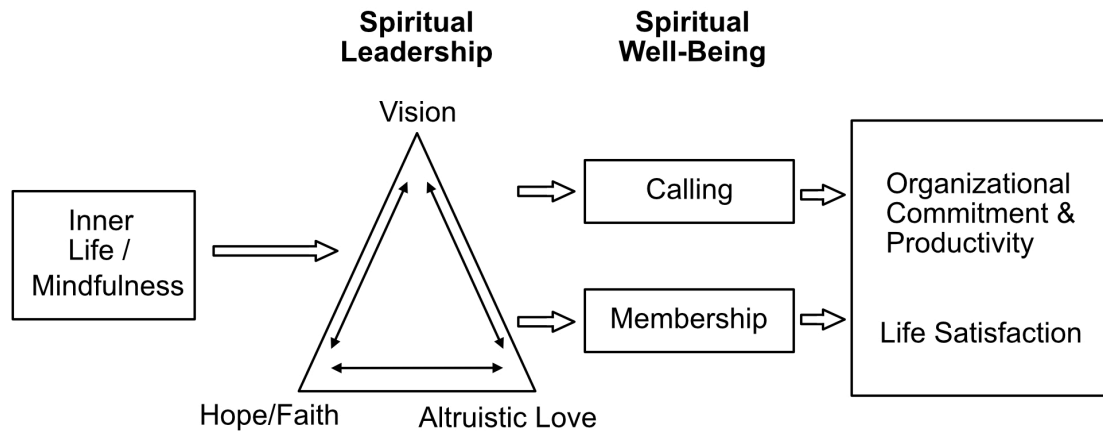 Spiritual
Leadership
Spiritual
Well-Being
Vision
Inner
Life /
Mindfulness
Hope/Faith
Altruistic Love
Calling
Membership
Organizational
Commitment &
Productivity
Life Satisfaction